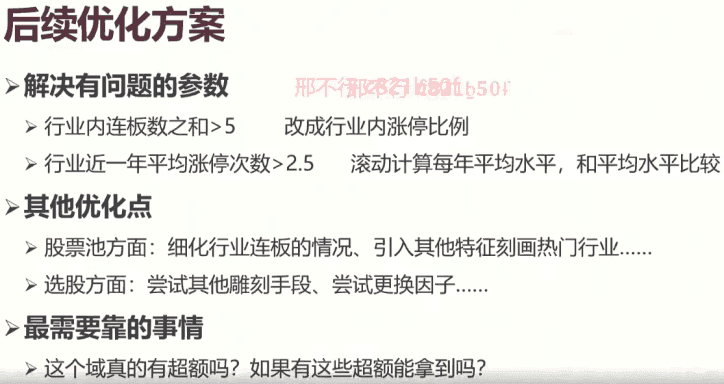 后续优化方案
解决有问题的参数
行业内连板数之和>5 改成行业内涨停比例
行业近一年平均涨停次数>2.5 滚动计算每年平均水平，和平均水平比较
其他优化点
股票池方面：细化行业连板的情况、引入其他特征刻画热门行业......
选股方面：尝试其他雕刻手段、尝试更换因子......
最需要靠的事情
这个域真的有超额吗？如果有这些超额能拿到吗？